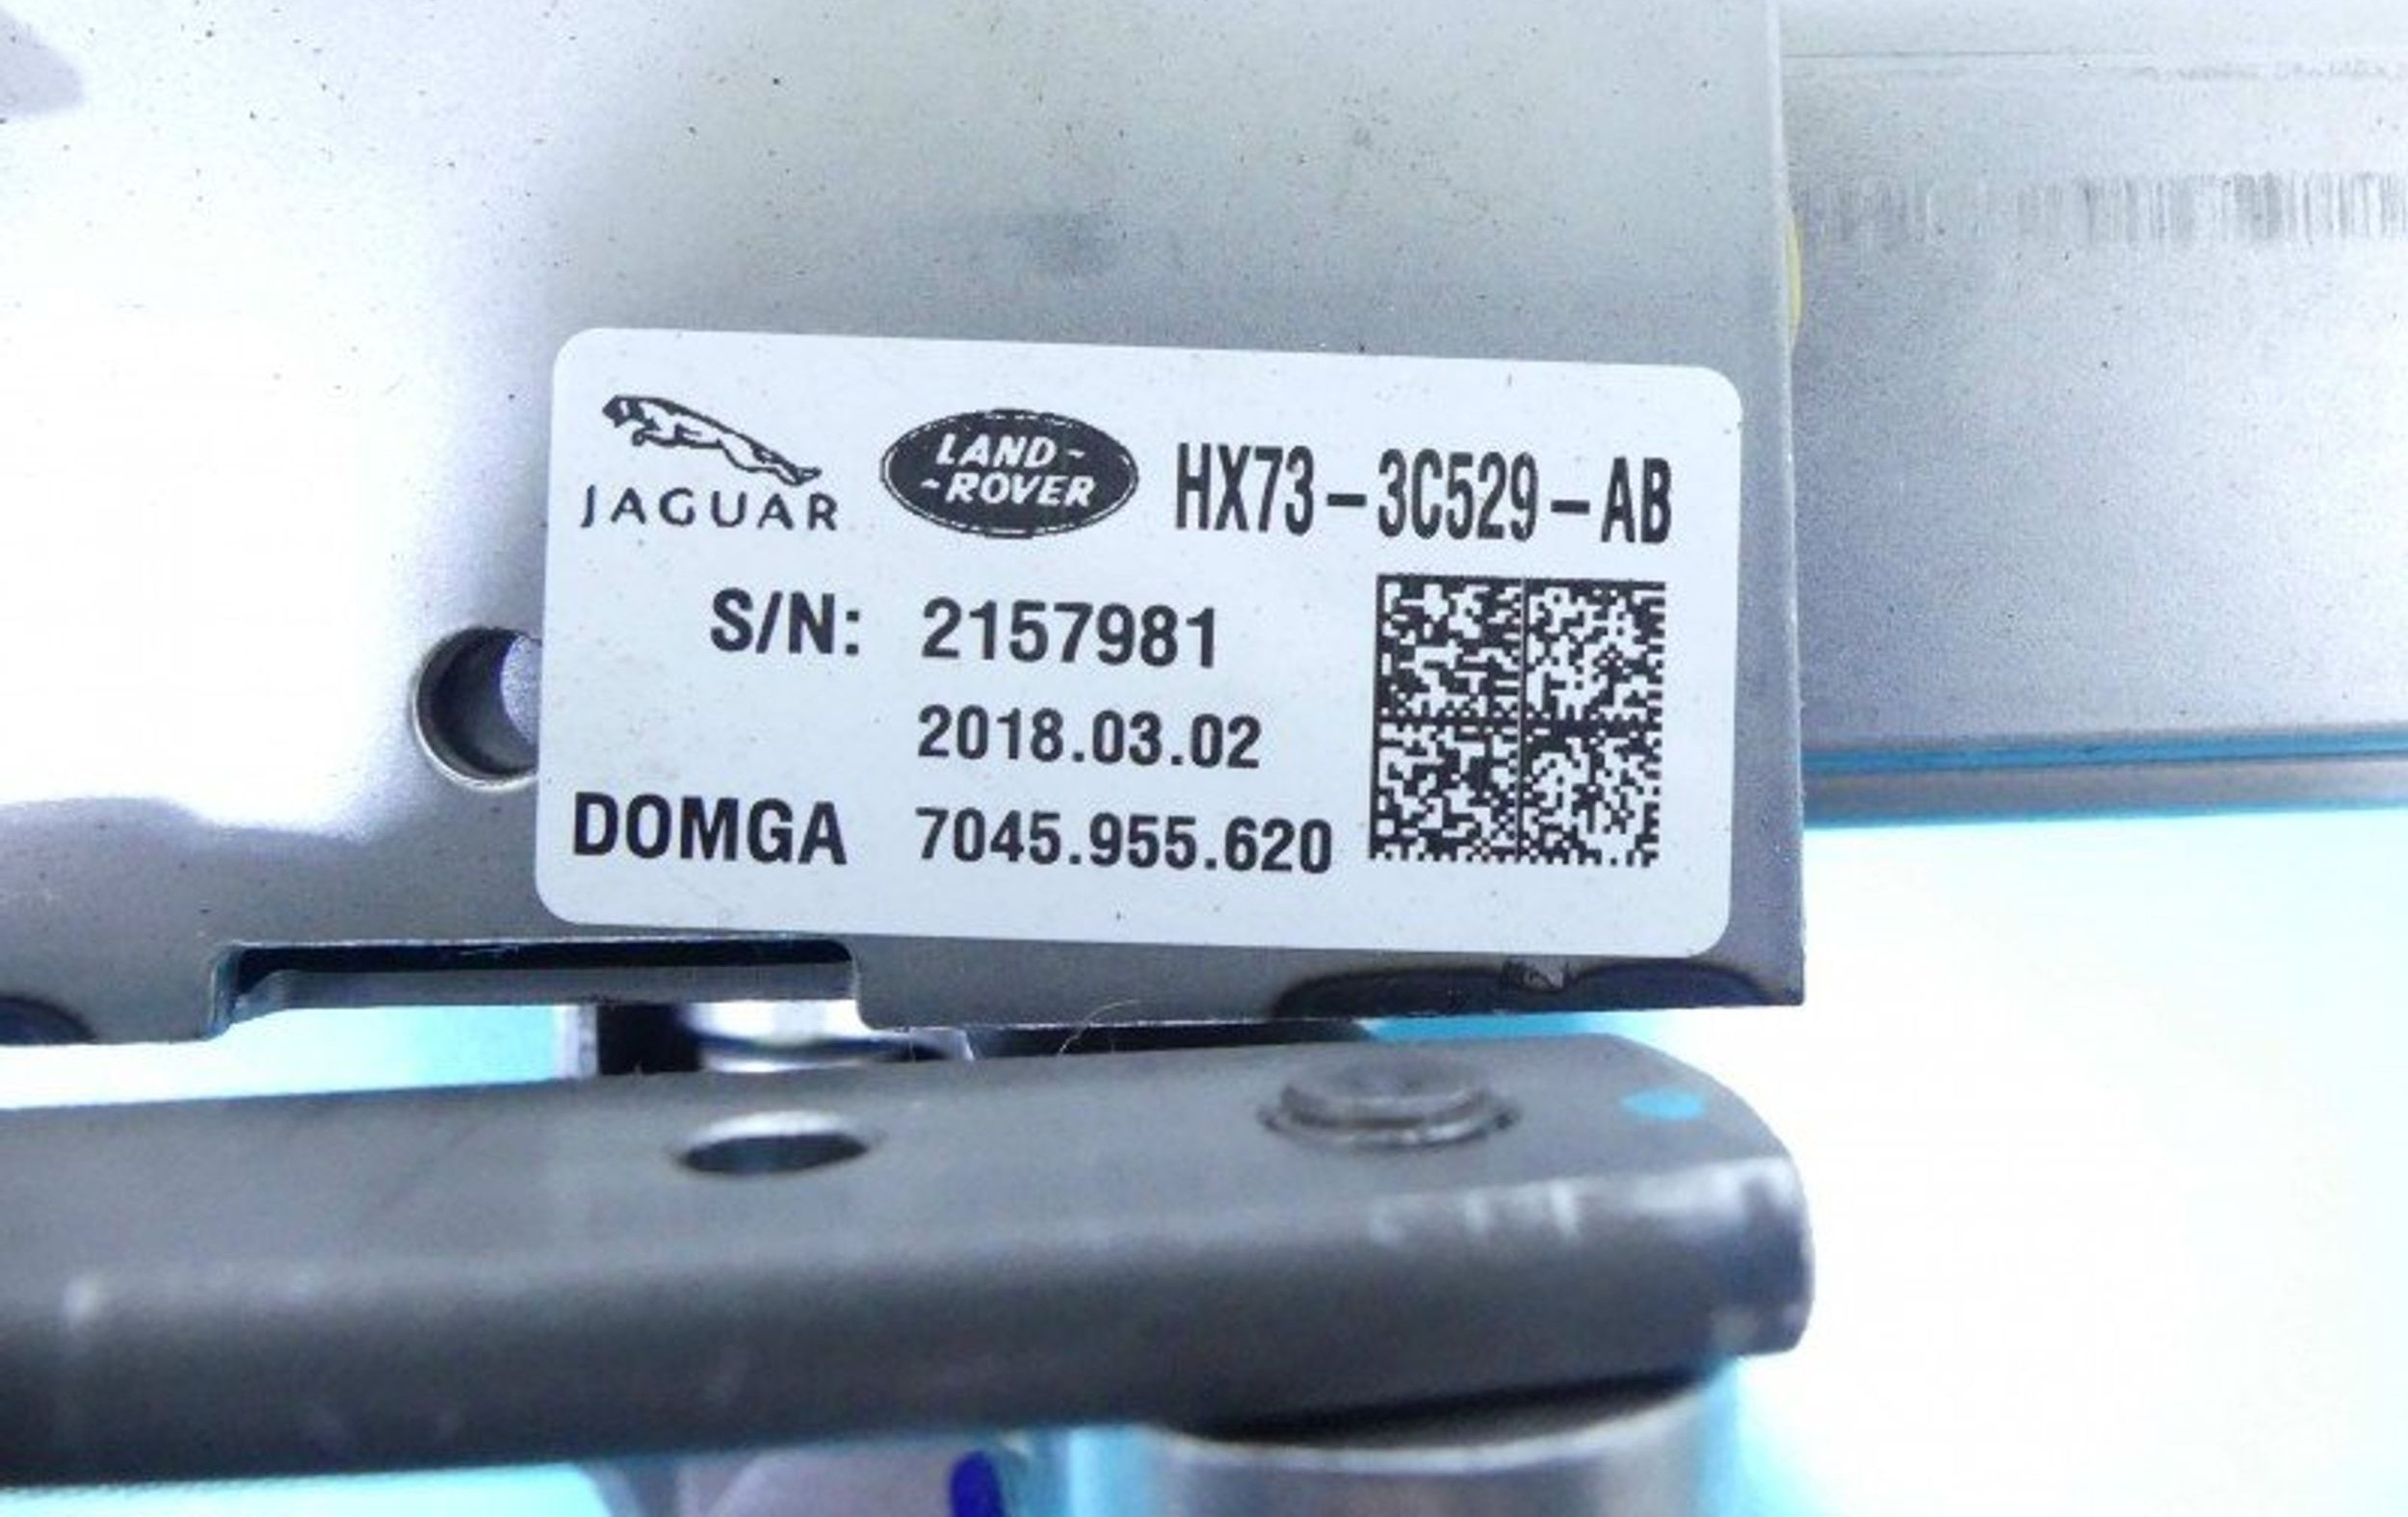 JAGUAR
LAND-
-ROVER
HX73-3C529-AB
S/N: 2157981
2018.03.02
DOMGA 7045.955.620